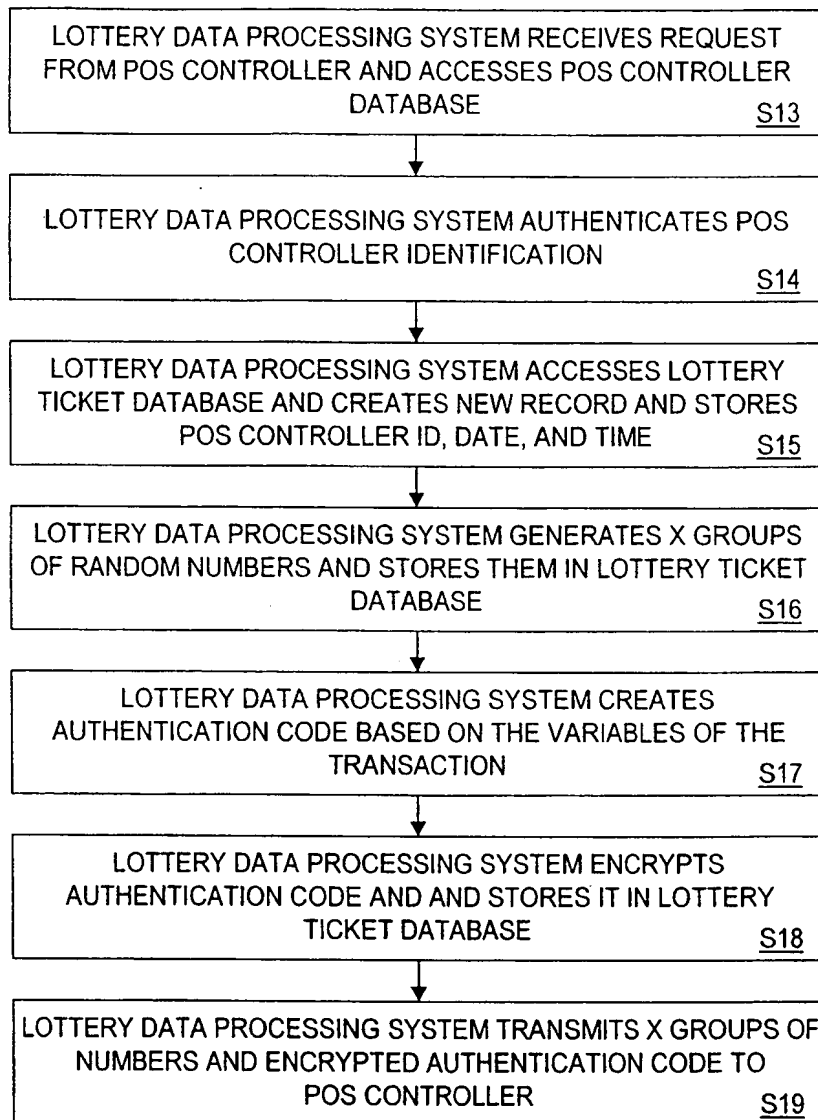 LOTTERY DATA PROCESSING SYSTEM RECEIVES REQUEST
FROM POS CONTROLLER AND ACCESSES POS CONTROLLER
DATABASE
S13
LOTTERY DATA PROCESSING SYSTEM AUTHENTICATES POS
CONTROLLER IDENTIFICATION
S14
LOTTERY DATA PROCESSING SYSTEM ACCESSES LOTTERY
TICKET DATABASE AND CREATES NEW RECORD AND STORES
POS CONTROLLER ID, DATE, AND TIME
S15
LOTTERY DATA PROCESSING SYSTEM GENERATES X GROUPS
OF RANDOM NUMBERS AND STORES THEM IN LOTTERY TICKET
DATABASE
S16
LOTTERY DATA PROCESSING SYSTEM CREATES
AUTHENTICATION CODE BASED ON THE VARIABLES OF THE
TRANSACTION
S17
LOTTERY DATA PROCESSING SYSTEM ENCRYPTS
AUTHENTICATION CODE AND AND STORES IT IN LOTTERY
TICKET DATABASE
S18
LOTTERY DATA PROCESSING SYSTEM TRANSMITS X GROUPS OF
NUMBERS AND ENCRYPTED AUTHENTICATION CODE TO
POS CONTROLLER
S19